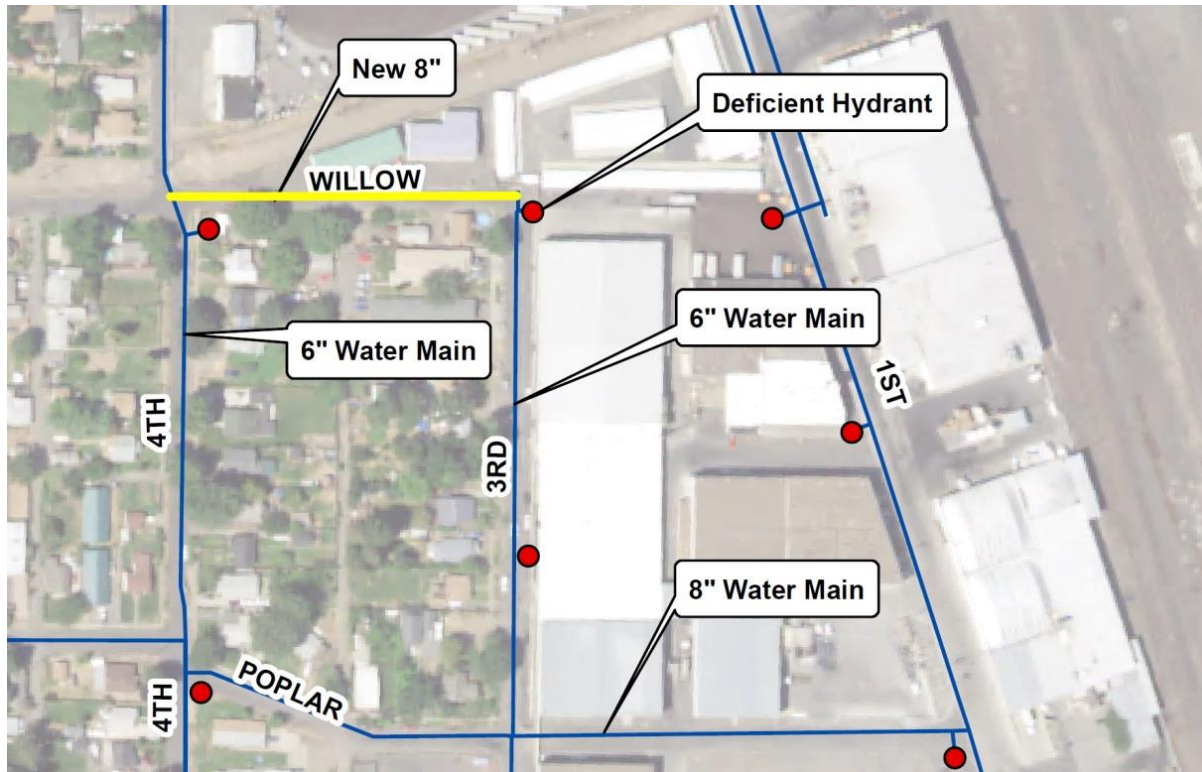 New 8"
Deficient Hydrant
WILLOW
6" Water Main
6" Water Main
1ST
4TH
3RD
8" Water Main
POPLAR
4TH